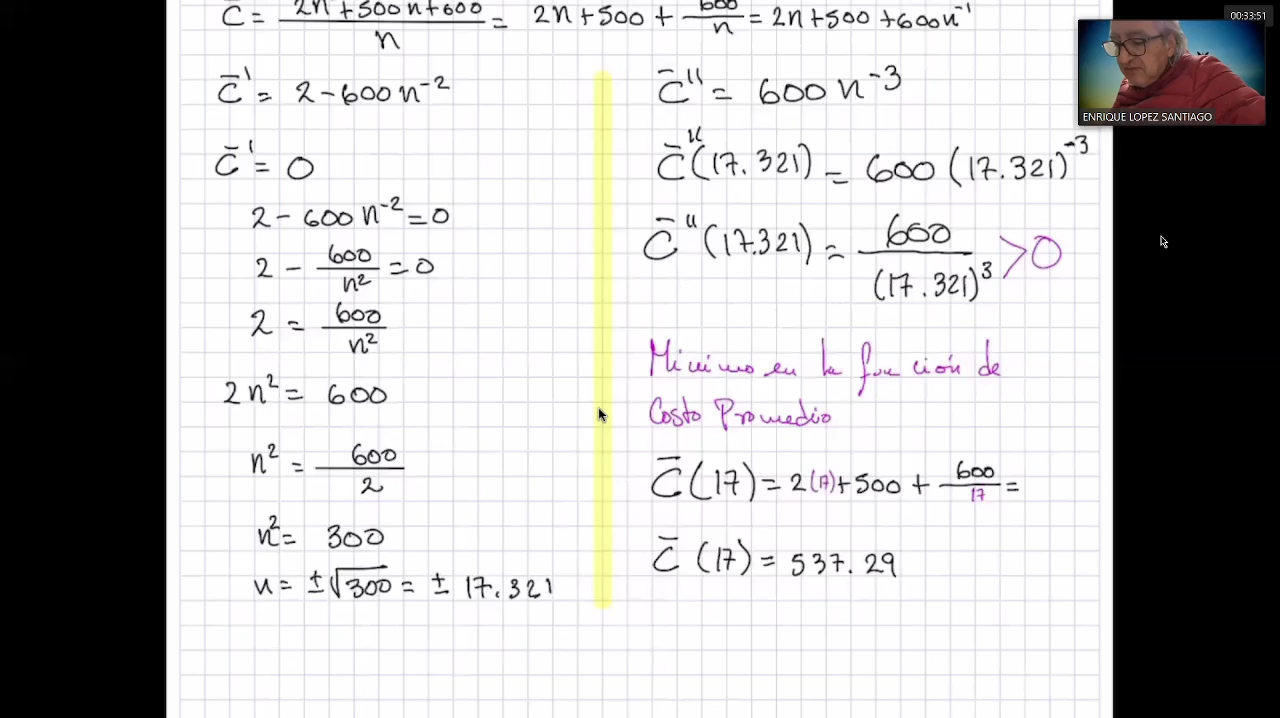 C̄ = (2n²+500n+600)/n = 2n+500 + 600/n = 2n+500+600n⁻¹
C̄' = 2-600n⁻²
C̄' = 0
2-600n⁻²=0
2 - 600/n² = 0
2 = 600/n²
2n² = 600
n² = 600/2
n² = 300
n = ±√300 = ± 17.321
C̄'' = 600n⁻³
C̄''(17.321) = 600(17.321)⁻³
C̄''(17.321) = 600/(17.321)³ >0
Minimo en la función de
Costo Promedio
C̄(17) = 2(17)+500 + 600/17 =
C̄(17) = 537.29
00:33:51
ENRIQUE LOPEZ SANTIAGO